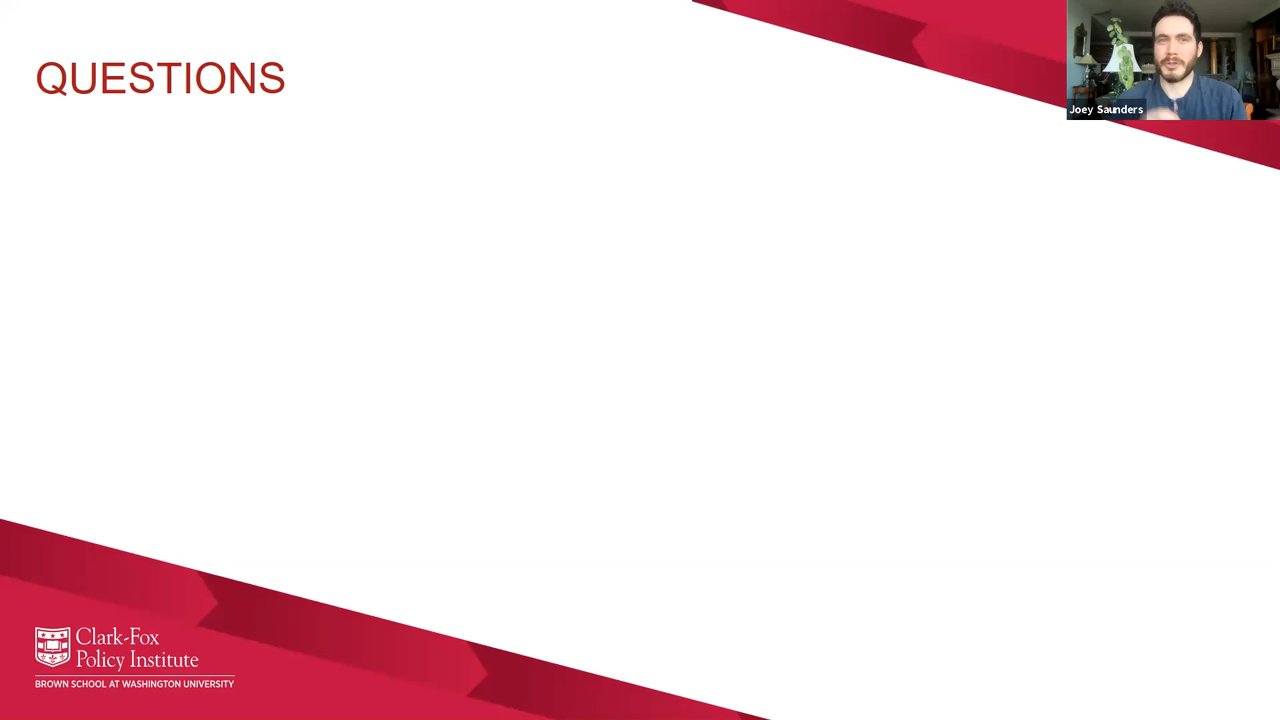 QUESTIONS
Joey Saunders
Clark-Fox
Policy Institute
BROWN SCHOOL AT WASHINGTON UNIVERSITY